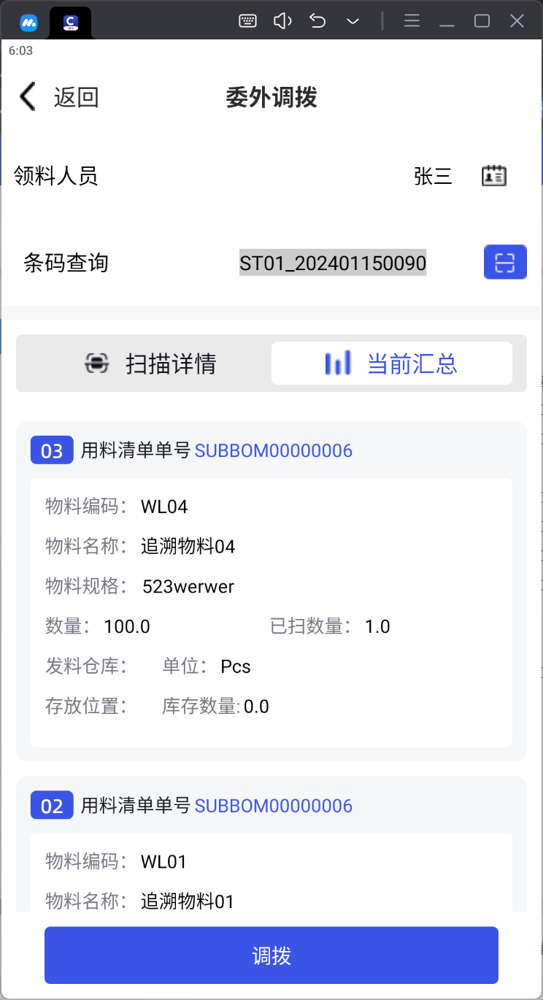 6:03
返回 委外调拨
领料人员 张三
条码查询 ST01_202401150090
扫描详情 当前汇总
03 用料清单单号 SUBBOM00000006
物料编码： WL04
物料名称： 追溯物料04
物料规格： 523werwer
数量： 100.0 已扫数量： 1.0
发料仓库： 单位： Pcs
存放位置： 库存数量: 0.0
02 用料清单单号 SUBBOM00000006
物料编码： WL01
物料名称： 追溯物料01
调拨